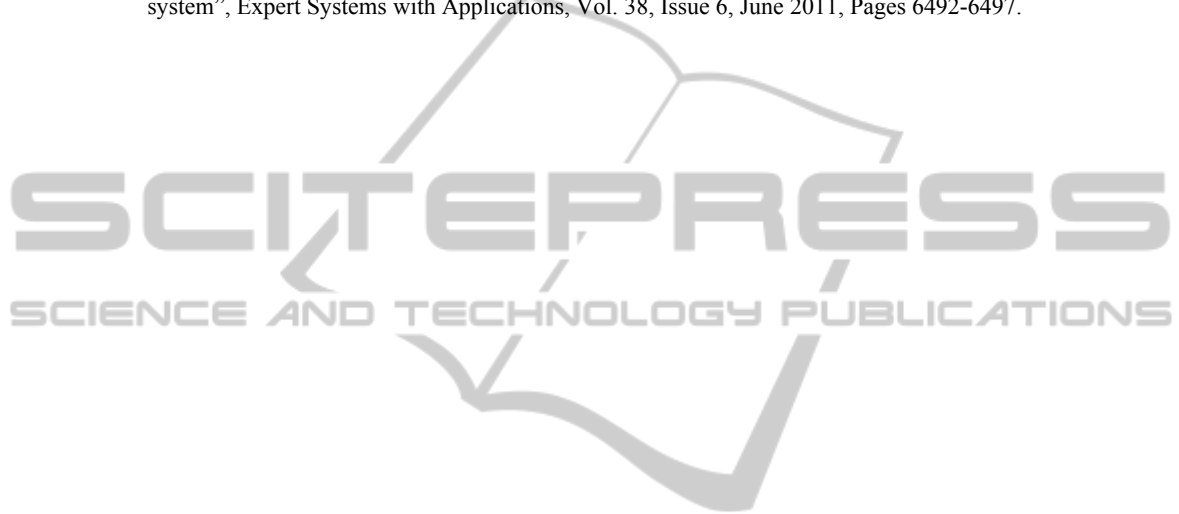 system”, Expert Systems with Applications, Vol. 38, Issue 6, June 2011, Pages 6492-6497.
SCITEPRESS
SCIENCE AND TECHNOLOGY PUBLICATIONS